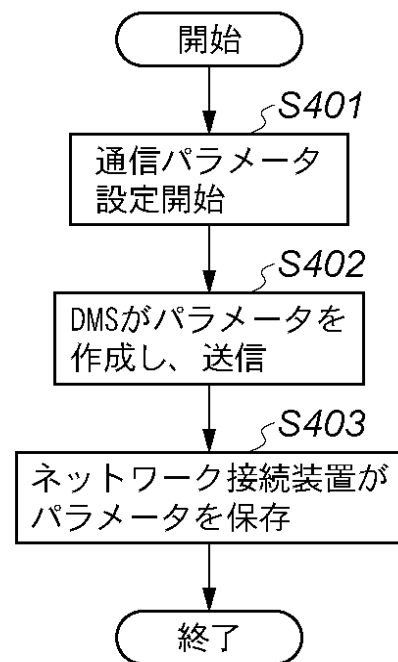 開始
S401
通信パラメータ
設定開始
S402
DMSがパラメータを
作成し、送信
S403
ネットワーク接続装置が
パラメータを保存
終了